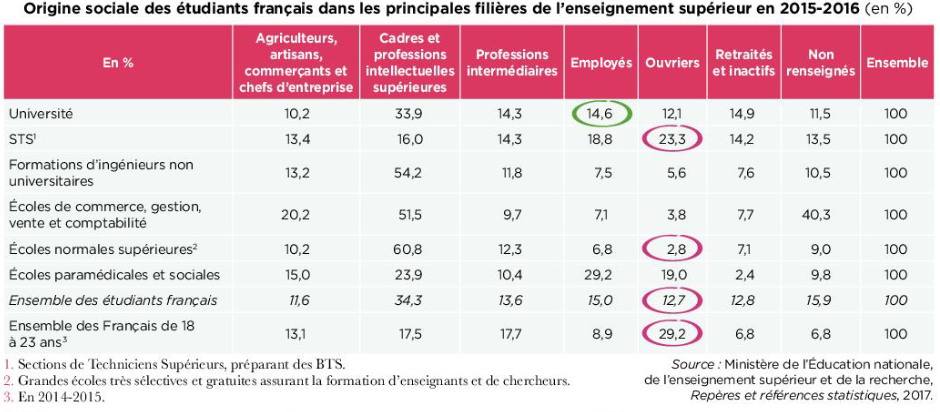 Origine sociale des étudiants français dans les principales filières de l'enseignement supérieur en 2015-2016 (en %)
En % Agriculteurs, artisans, commerçants et chefs d'entreprise Cadres et professions intellectuelles supérieures Professions intermédiaires Employés Ouvriers Retraités et inactifs Non renseignés Ensemble
Université 10,2 33,9 14,3 14,6 12,1 14,9 11,5 100
STS¹ 13,4 16,0 14,3 18,8 23,3 14,2 13,5 100
Formations d'ingénieurs non
universitaires 13,2 54,2 11,8 7,5 5,6 7,6 10,5 100
Écoles de commerce, gestion,
vente et comptabilité 20,2 51,5 9,7 7,1 3,8 7,7 40,3 100
Écoles normales supérieures² 10,2 60,8 12,3 6,8 2,8 7,1 9,0 100
Écoles paramédicales et sociales 15,0 23,9 10,4 29,2 19,0 2,4 9,8 100
Ensemble des étudiants français 11,6 34,3 13,6 15,0 12,7 12,8 15,9 100
Ensemble des Français de 18
à 23 ans³ 13,1 17,5 17,7 8,9 29,2 6,8 6,8 100
1. Sections de Techniciens Supérieurs, préparant des BTS.
2. Grandes écoles très sélectives et gratuites assurant la formation d'enseignants et de chercheurs.
3. En 2014-2015.
Source : Ministère de l'Éducation nationale,
de l'enseignement supérieur et de la recherche,
Repères et références statistiques, 2017.